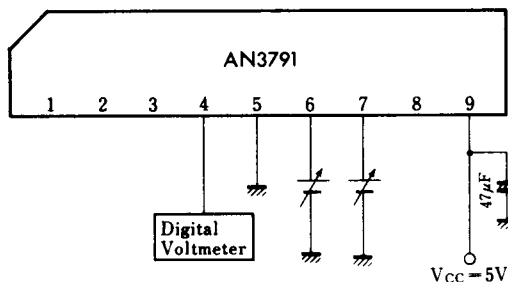 AN3791
1 2 3 4 5 6 7 8 9
47μF
Digital
Voltmeter
Vcc=5V